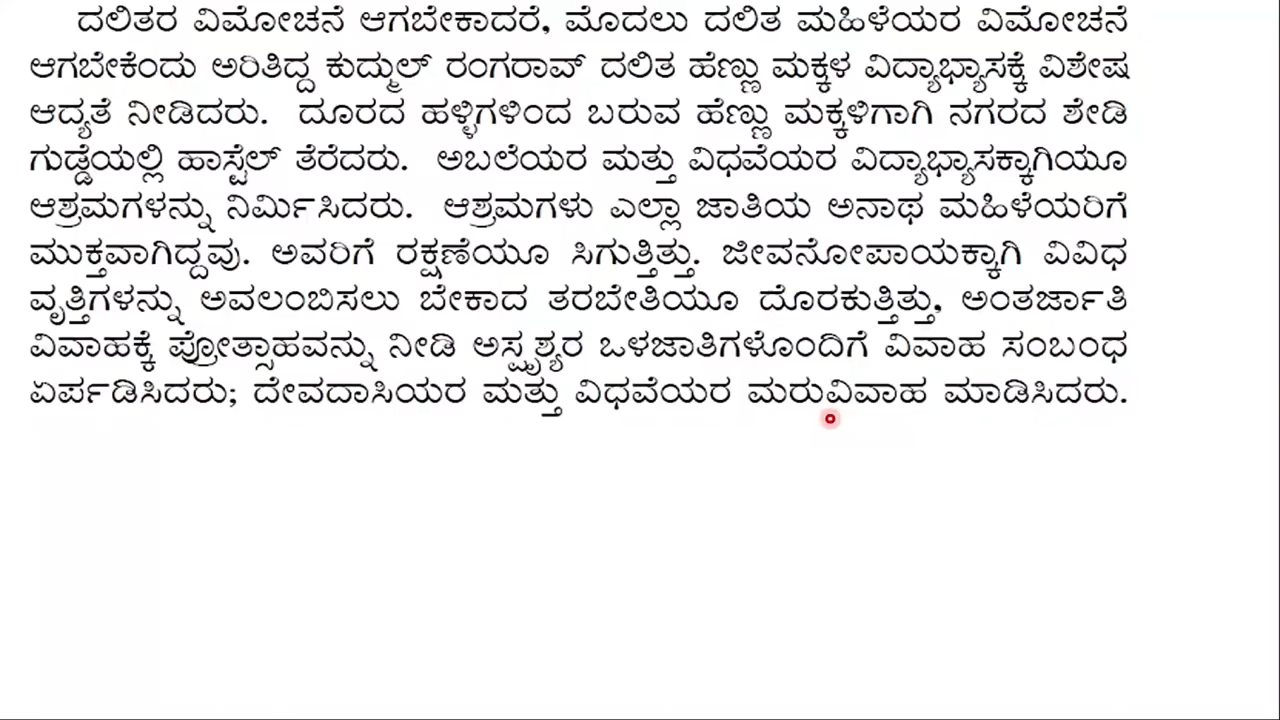 ದಲಿತರ ವಿಮೋಚನೆ ಆಗಬೇಕಾದರೆ, ಮೊದಲು ದಲಿತ ಮಹಿಳೆಯರ ವಿಮೋಚನೆ
ಆಗಬೇಕೆಂದು ಅರಿತಿದ್ದ ಕುದ್ಮುಲ್ ರಂಗರಾವ್ ದಲಿತ ಹೆಣ್ಣು ಮಕ್ಕಳ ವಿದ್ಯಾಭ್ಯಾಸಕ್ಕೆ ವಿಶೇಷ
ಆದ್ಯತೆ ನೀಡಿದರು. ದೂರದ ಹಳ್ಳಿಗಳಿಂದ ಬರುವ ಹೆಣ್ಣು ಮಕ್ಕಳಿಗಾಗಿ ನಗರದ ಶೇಡಿ
ಗುಡ್ಡೆಯಲ್ಲಿ ಹಾಸ್ಟೆಲ್ ತೆರೆದರು. ಅಬಲೆಯರ ಮತ್ತು ವಿಧವೆಯರ ವಿದ್ಯಾಭ್ಯಾಸಕ್ಕಾಗಿಯೂ
ಆಶ್ರಮಗಳನ್ನು ನಿರ್ಮಿಸಿದರು. ಆಶ್ರಮಗಳು ಎಲ್ಲಾ ಜಾತಿಯ ಅನಾಥ ಮಹಿಳೆಯರಿಗೆ
ಮುಕ್ತವಾಗಿದ್ದವು. ಅವರಿಗೆ ರಕ್ಷಣೆಯೂ ಸಿಗುತ್ತಿತ್ತು. ಜೀವನೋಪಾಯಕ್ಕಾಗಿ ವಿವಿಧ
ವೃತ್ತಿಗಳನ್ನು ಅವಲಂಬಿಸಲು ಬೇಕಾದ ತರಬೇತಿಯೂ ದೊರಕುತ್ತಿತ್ತು, ಅಂತರ್ಜಾತಿ
ವಿವಾಹಕ್ಕೆ ಪ್ರೋತ್ಸಾಹವನ್ನು ನೀಡಿ ಅಸ್ಪೃಶ್ಯರ ಒಳಜಾತಿಗಳೊಂದಿಗೆ ವಿವಾಹ ಸಂಬಂಧ
ಏರ್ಪಡಿಸಿದರು; ದೇವದಾಸಿಯರ ಮತ್ತು ವಿಧವೆಯರ ಮರುವಿವಾಹ ಮಾಡಿಸಿದರು.